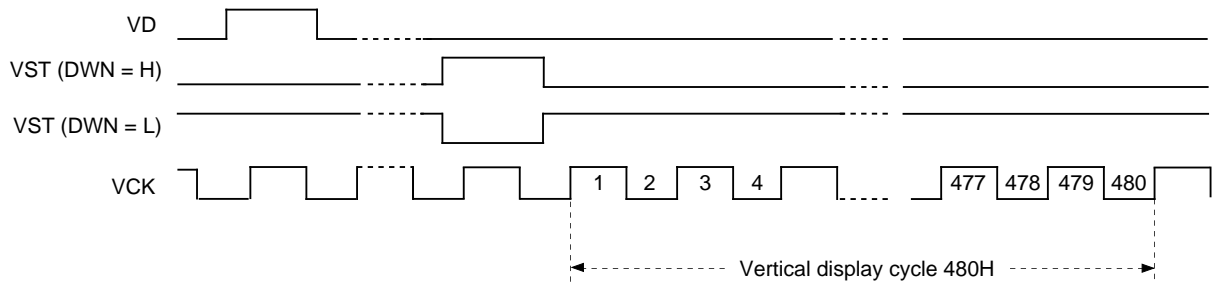 VD
VST (DWN = H)
VST (DWN = L)
VCK 1 2 3 4 477 478 479 480
Vertical display cycle 480H